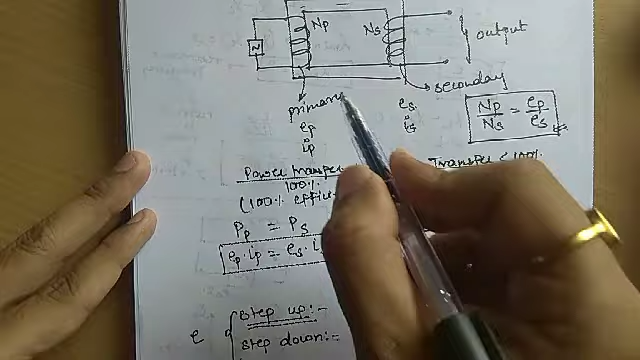 Np Ns output
secondary
primary
ep es
ip is
Np/Ns = ep/es
Power transfer Transfer < 100%
100%
(100% effici
Pp = Ps
ep. ip = es. i
e { Step up:-
step down:-